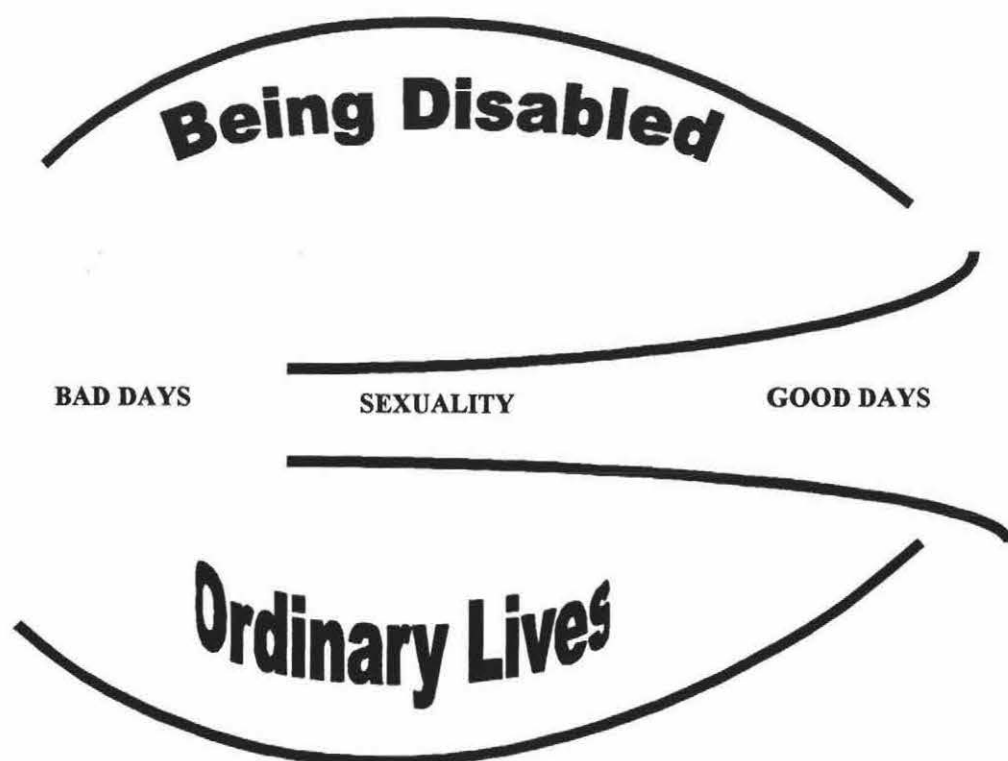 Being Disabled
BAD DAYS
SEXUALITY
GOOD DAYS
Ordinary Lives